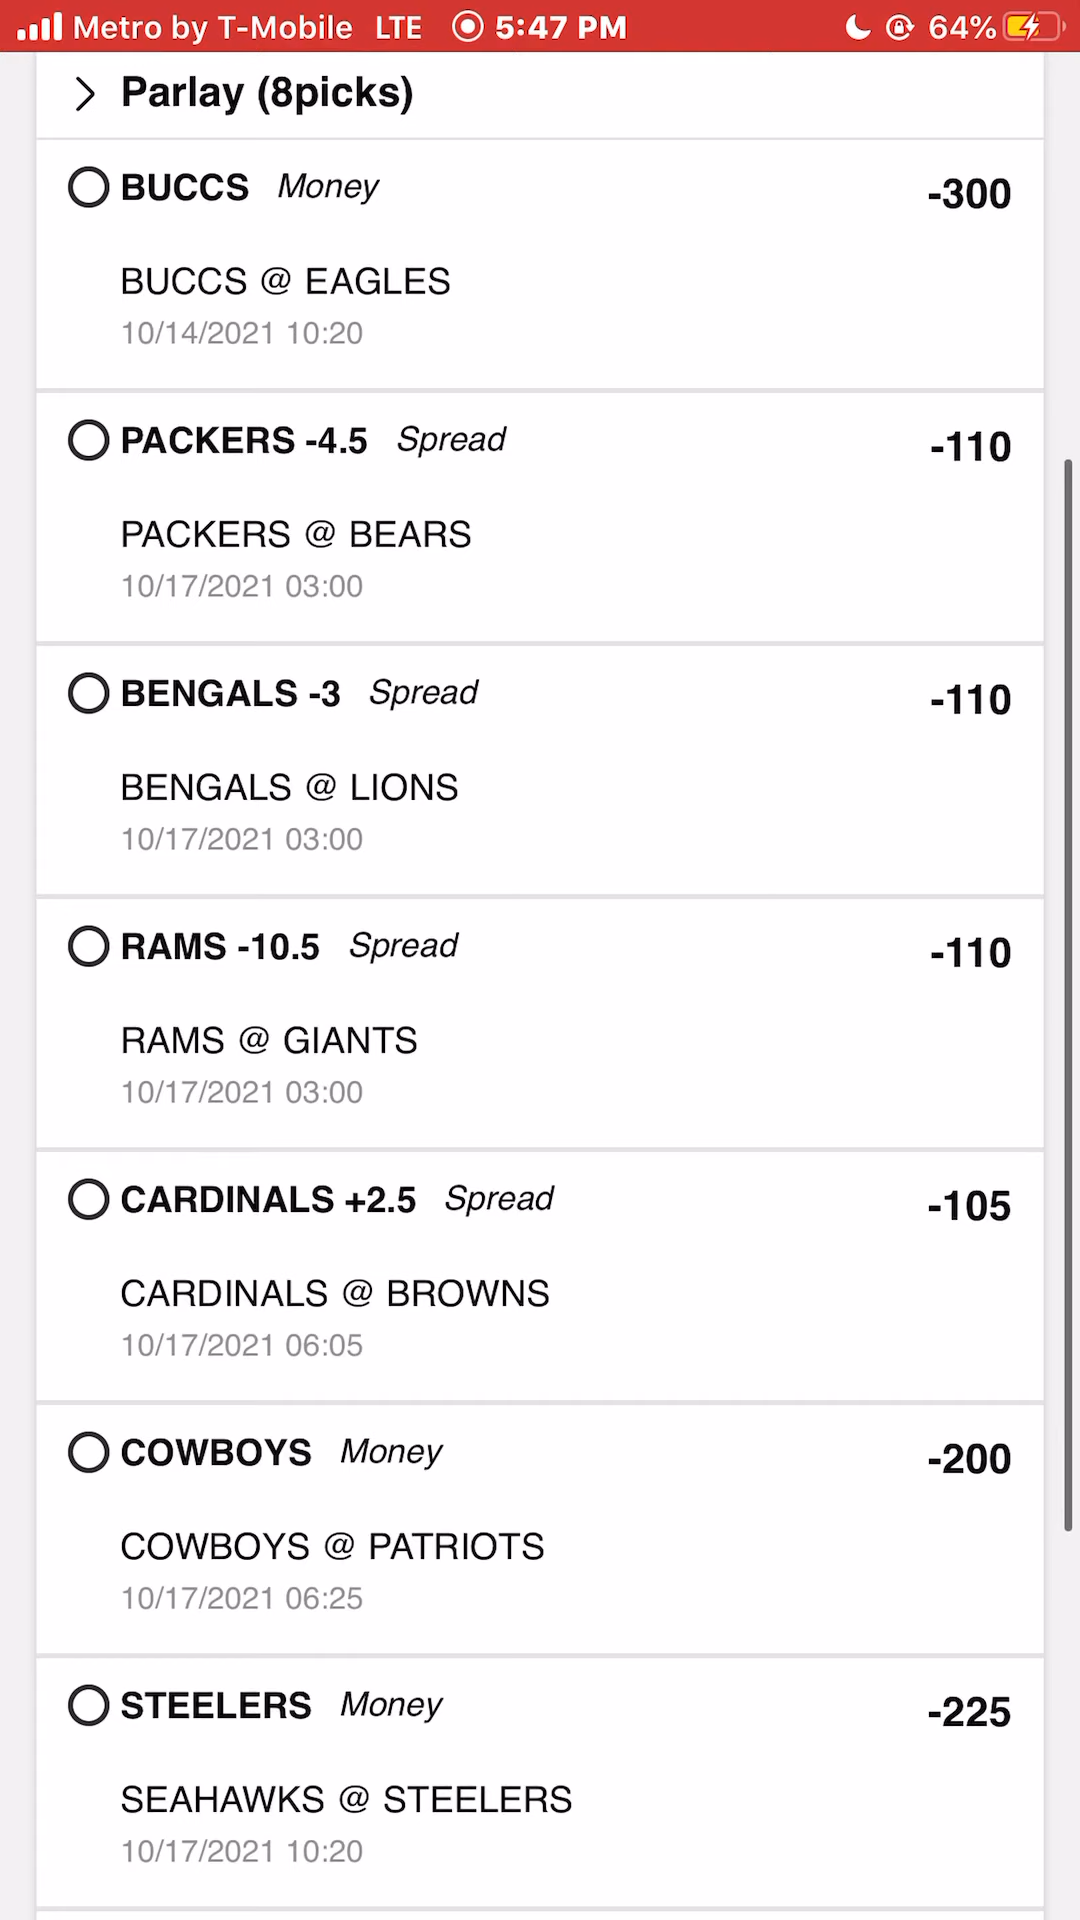 Metro by T-Mobile LTE 5:47 PM 64%
Parlay (8picks)
BUCCS Money -300
BUCCS @ EAGLES
10/14/2021 10:20
PACKERS -4.5 Spread -110
PACKERS @ BEARS
10/17/2021 03:00
BENGALS -3 Spread -110
BENGALS @ LIONS
10/17/2021 03:00
RAMS -10.5 Spread -110
RAMS @ GIANTS
10/17/2021 03:00
CARDINALS +2.5 Spread -105
CARDINALS @ BROWNS
10/17/2021 06:05
COWBOYS Money -200
COWBOYS @ PATRIOTS
10/17/2021 06:25
STEELERS Money -225
SEAHAWKS @ STEELERS
10/17/2021 10:20